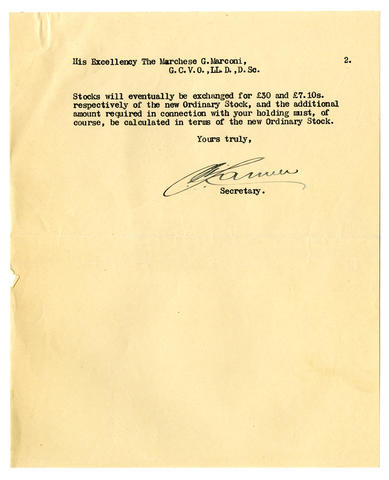 His Excellency The Marchese G.Marconi, 2.
G.C.V.O.,LL.D.,D.Sc.
Stocks will eventually be exchanged for £30 and £7.10s.
respectively of the new Ordinary Stock, and the additional
amount required in connection with your holding must, of
course, be calculated in terms of the new Ordinary Stock.
Yours truly,
Secretary.